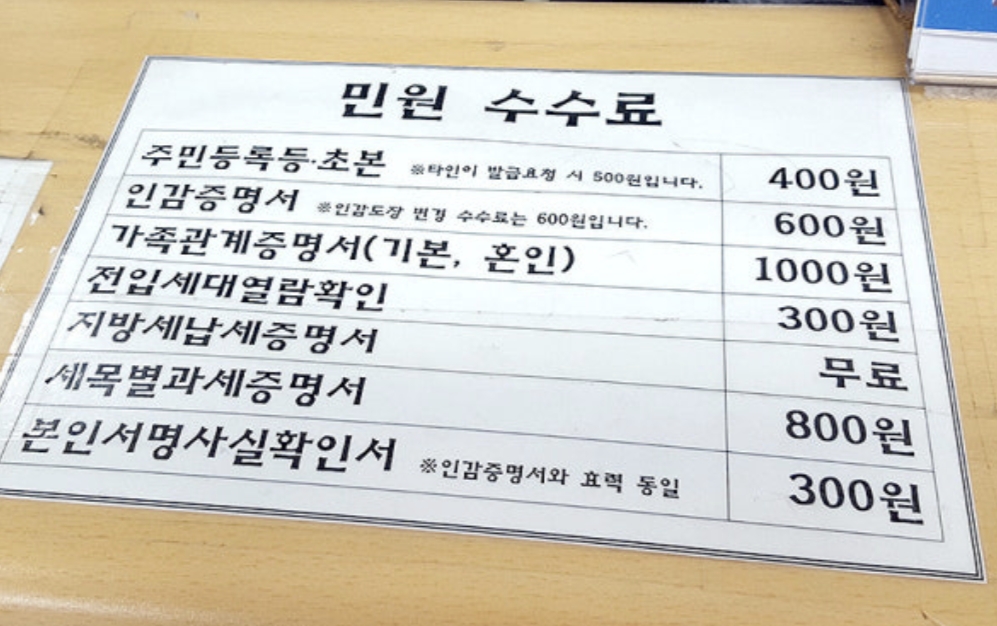 민원 수수료
주민등록등·초본 ※타인이 발급요청 시 500원입니다. 400원
인감증명서 ※인감도장 변경 수수료는 600원입니다. 600원
가족관계증명서(기본, 혼인) 1000원
전입세대열람확인 300원
지방세납세증명서 무료
세목별과세증명서 800원
본인서명사실확인서 ※인감증명서와 효력 동일 300원